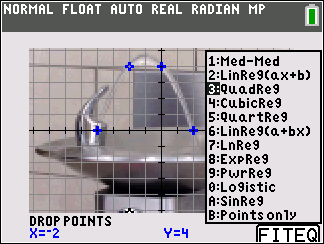 NORMAL FLOAT AUTO REAL RADIAN MP
1:Med-Med
2:LinReg(ax+b)
3:QuadReg
4:CubicReg
5:QuartReg
6:LinReg(a+bx)
7:LnReg
8:ExpReg
9:PwrReg
0:Logistic
A:SinReg
B:Points only
DROP POINTS
X=-2 Y=4
FITEQ